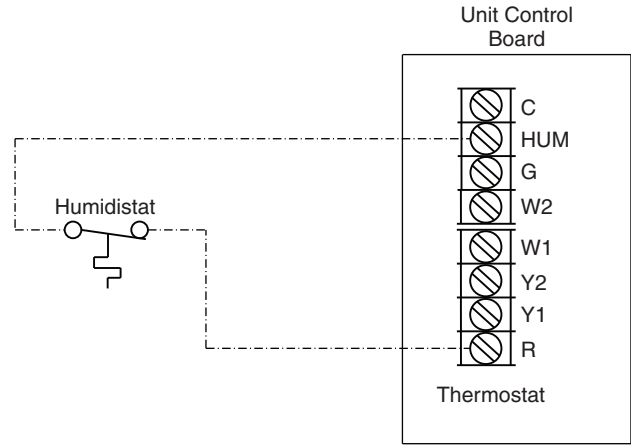 Unit Control
Board
C
HUM
G
Humidistat
W2
W1
Y2
Y1
R
Thermostat